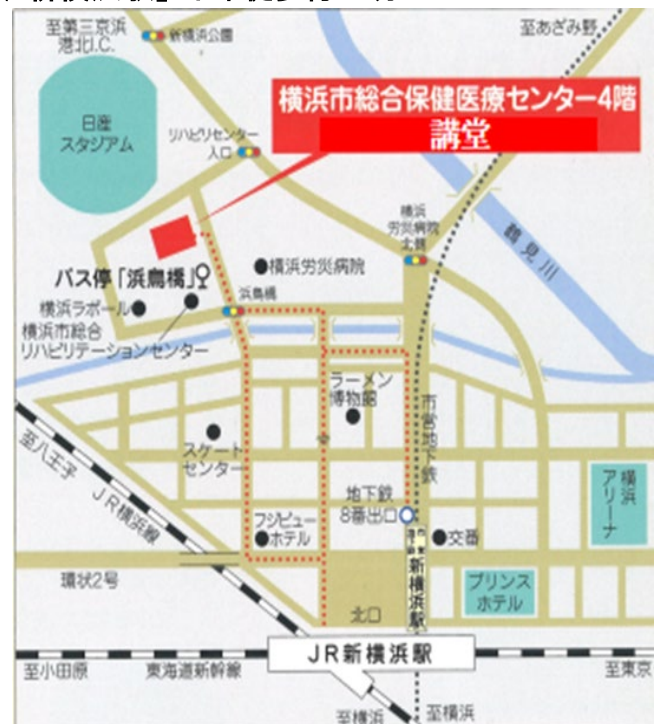 至第三京浜
港北I.C.
新横浜公園
至あざみ野
横浜市総合保健医療センター4階
講堂
日産
スタジアム
リハビリセンター
入口
横浜
労災病院
北側
鶴見川
横浜労災病院
バス停「浜鳥橋」
浜鳥橋
横浜ラポール
横浜市総合
リハビリテーションセンター
ラーメン
博物館
市営地下鉄
スケート
センター
至八王子
JR横浜線
地下鉄
8番出口
横浜
アリーナ
フジビュー
ホテル
交番
新横浜駅
環状2号
プリンス
ホテル
北口
JR新横浜駅
至小田原
東海道新幹線
至東京
至横浜
至横浜